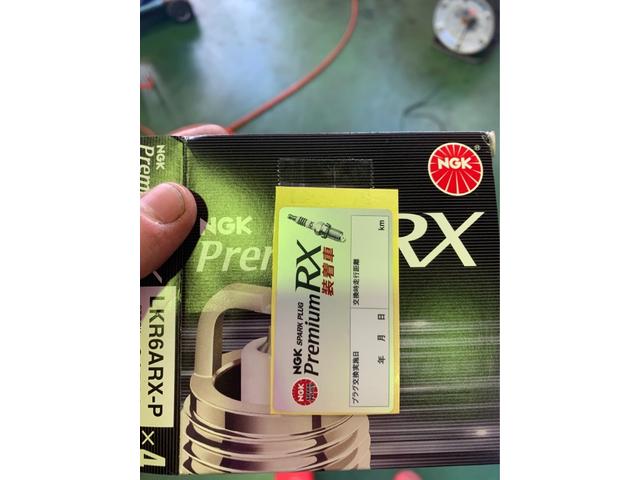 NGK
Premium
LKR6ARX-P
×4
NGK
Premium RX
NGK
®
NGK SPARK PLUG
Premium RX
装着車
NGK
プラグ交換実施日
年 月 日
交換時走行距離
km